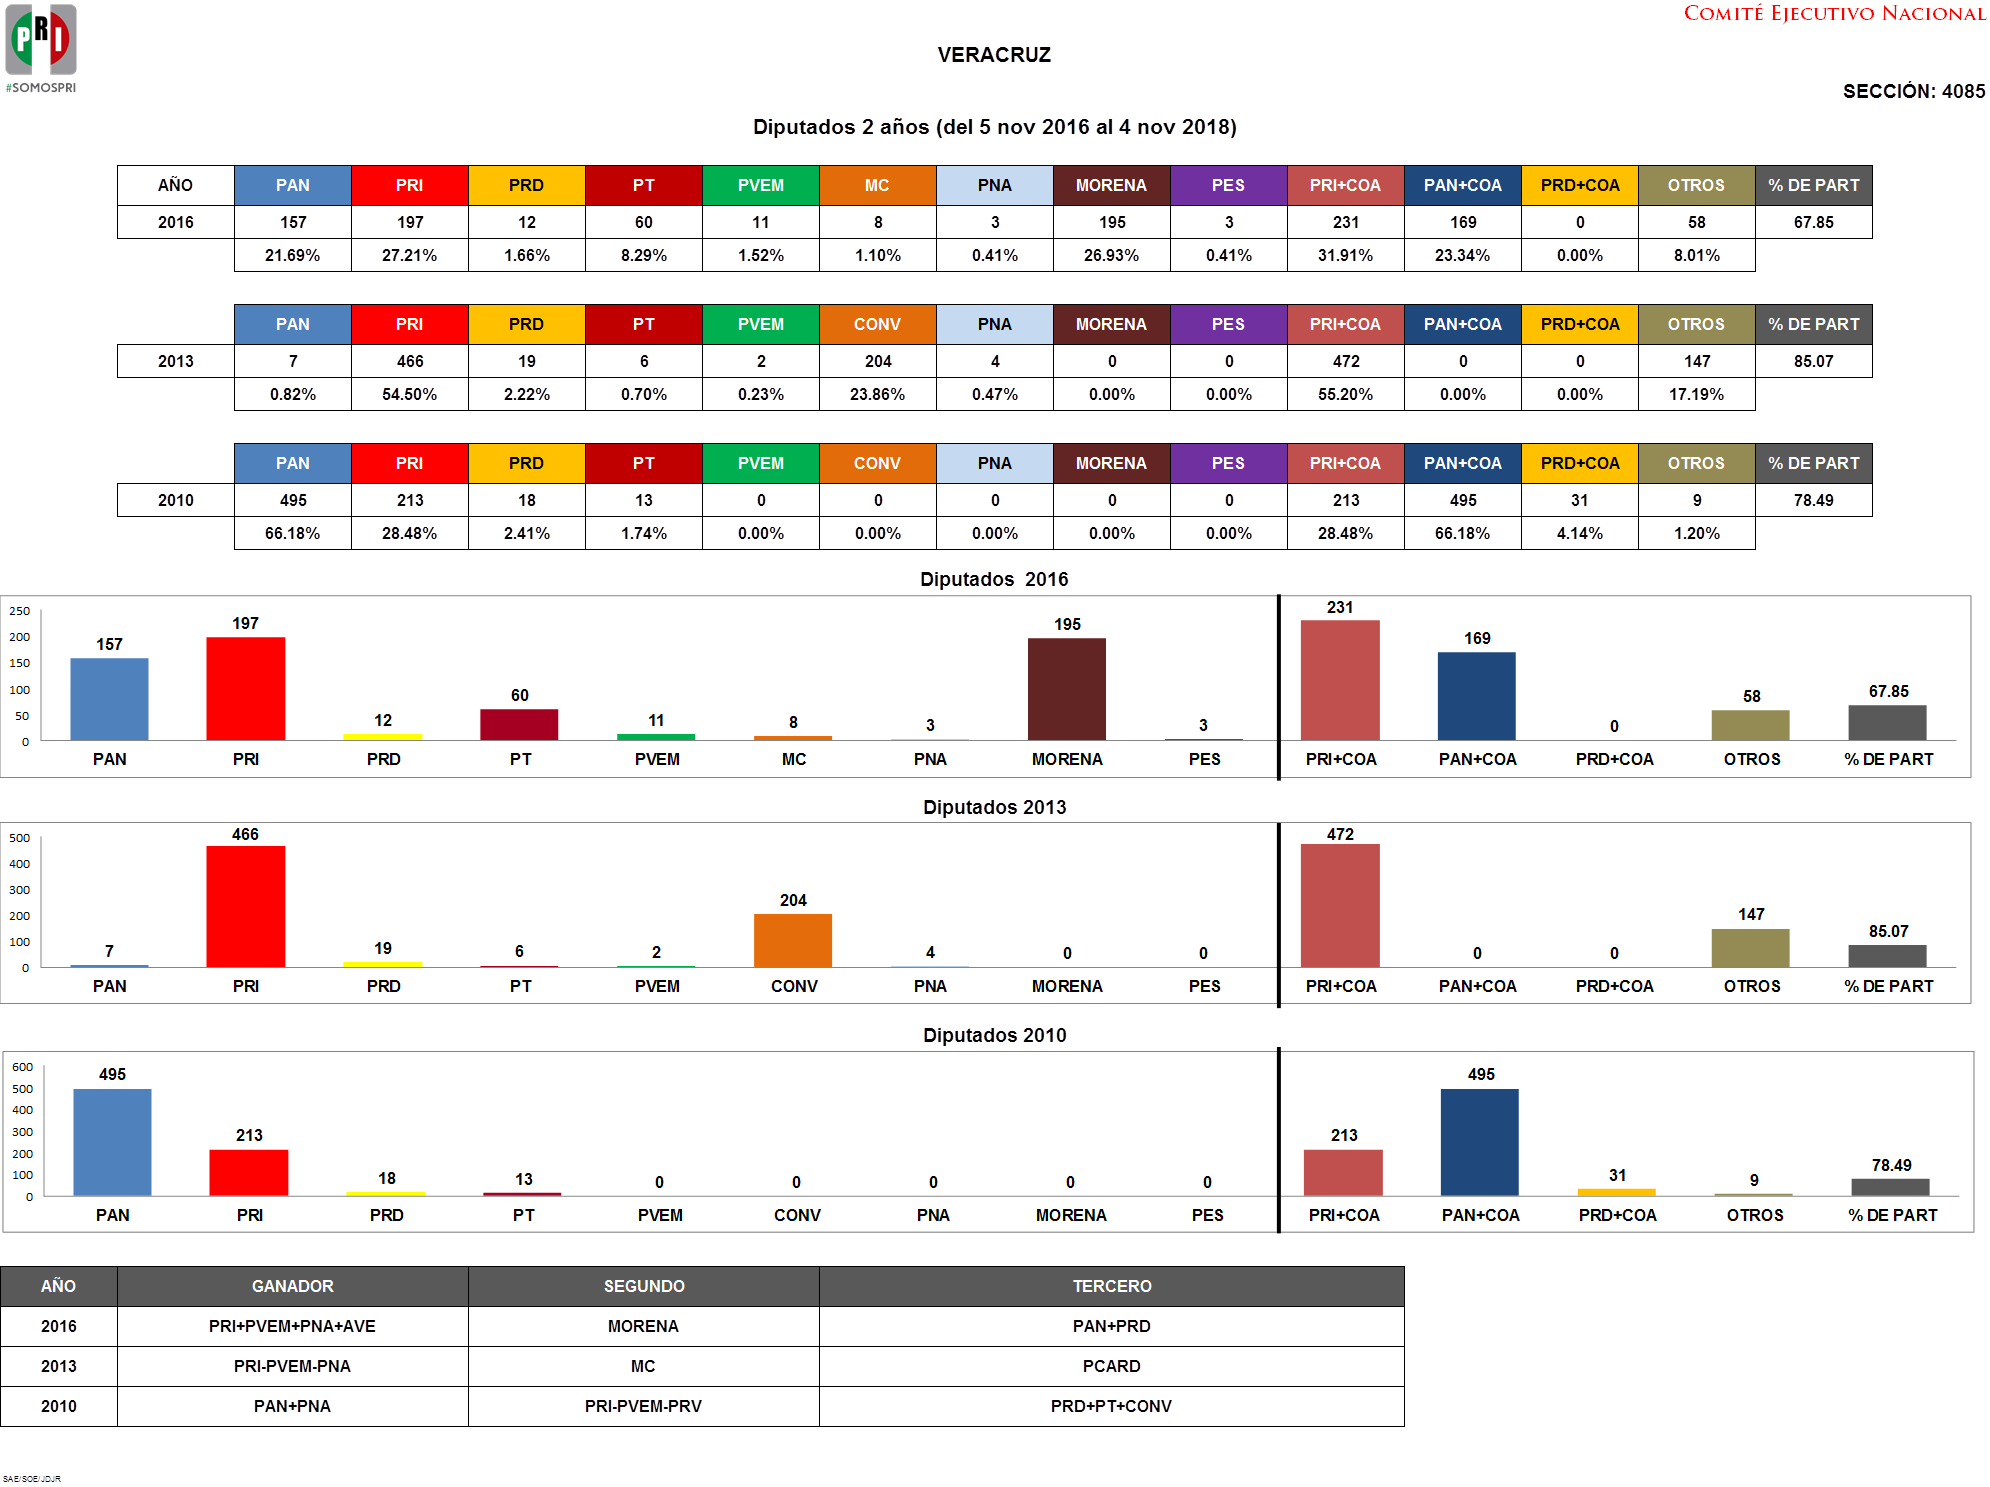 PRI
#SOMOSPRI
COMITÉ EJECUTIVO NACIONAL
VERACRUZ
SECCIÓN: 4085
Diputados 2 años (del 5 nov 2016 al 4 nov 2018)
AÑO PAN PRI PRD PT PVEM MC PNA MORENA PES PRI+COA PAN+COA PRD+COA OTROS % DE PART
2016 157 197 12 60 11 8 3 195 3 231 169 0 58 67.85
21.69% 27.21% 1.66% 8.29% 1.52% 1.10% 0.41% 26.93% 0.41% 31.91% 23.34% 0.00% 8.01%
PAN PRI PRD PT PVEM CONV PNA MORENA PES PRI+COA PAN+COA PRD+COA OTROS % DE PART
2013 7 466 19 6 2 204 4 0 0 472 0 0 147 85.07
0.82% 54.50% 2.22% 0.70% 0.23% 23.86% 0.47% 0.00% 0.00% 55.20% 0.00% 0.00% 17.19%
PAN PRI PRD PT PVEM CONV PNA MORENA PES PRI+COA PAN+COA PRD+COA OTROS % DE PART
2010 495 213 18 13 0 0 0 0 0 213 495 31 9 78.49
66.18% 28.48% 2.41% 1.74% 0.00% 0.00% 0.00% 0.00% 0.00% 28.48% 66.18% 4.14% 1.20%
Diputados 2016
250
200
150
100
50
0
157 197 12 60 11 8 3 195 3 231 169 0 58 67.85
PAN PRI PRD PT PVEM MC PNA MORENA PES PRI+COA PAN+COA PRD+COA OTROS % DE PART
Diputados 2013
500
400
300
200
100
0
7 466 19 6 2 204 4 0 0 472 0 0 147 85.07
PAN PRI PRD PT PVEM CONV PNA MORENA PES PRI+COA PAN+COA PRD+COA OTROS % DE PART
Diputados 2010
600
500
400
300
200
100
0
495 213 18 13 0 0 0 0 0 213 495 31 9 78.49
PAN PRI PRD PT PVEM CONV PNA MORENA PES PRI+COA PAN+COA PRD+COA OTROS % DE PART
AÑO GANADOR SEGUNDO TERCERO
2016 PRI+PVEM+PNA+AVE MORENA PAN+PRD
2013 PRI-PVEM-PNA MC PCARD
2010 PAN+PNA PRI-PVEM-PRV PRD+PT+CONV
SAE/SOE/JDJR